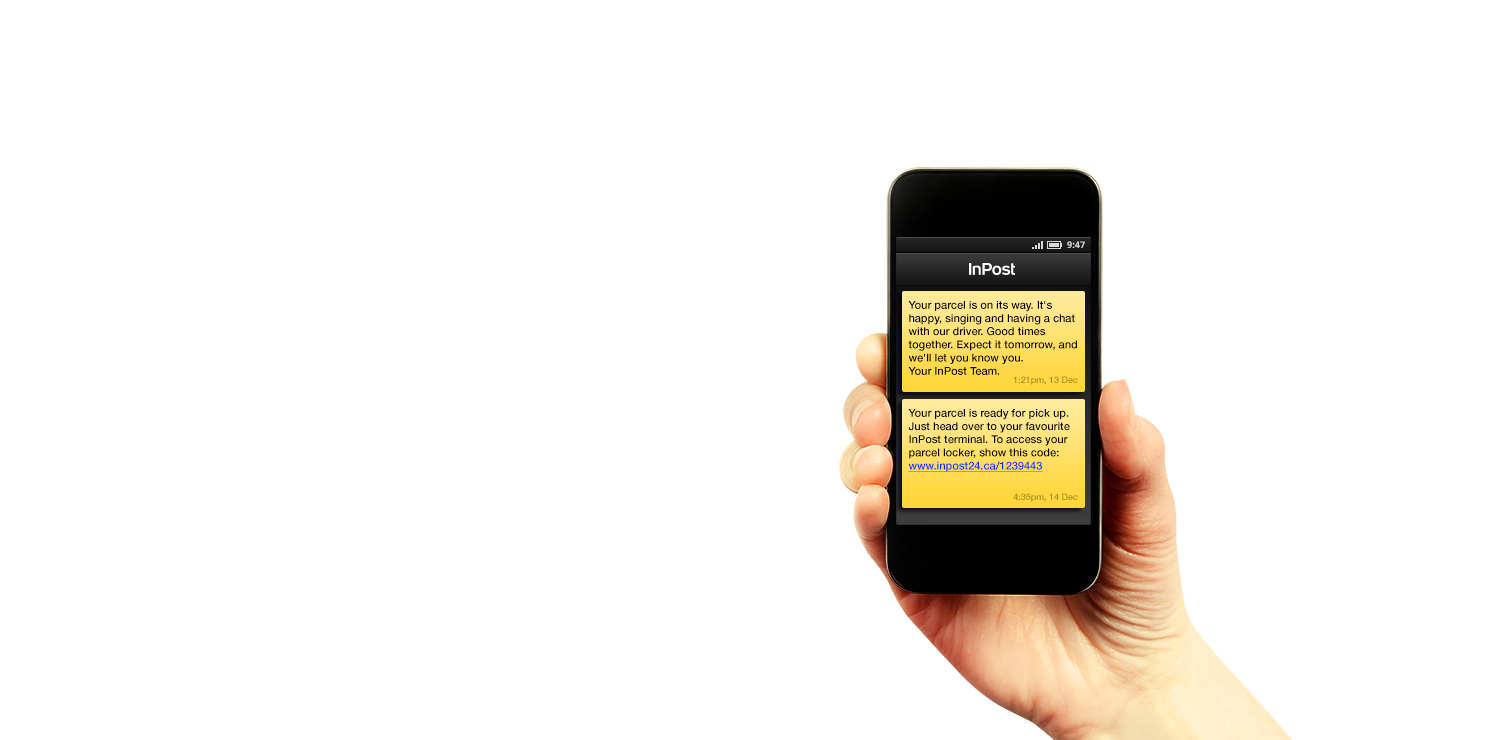 9:47
InPost
Your parcel is on its way. It's
happy, singing and having a chat
with our driver. Good times
together. Expect it tomorrow, and
we'll let you know you.
Your InPost Team.
1:21pm, 13 Dec
Your parcel is ready for pick up.
Just head over to your favourite
InPost terminal. To access your
parcel locker, show this code:
www.inpost24.ca/1239443
4:35pm, 14 Dec